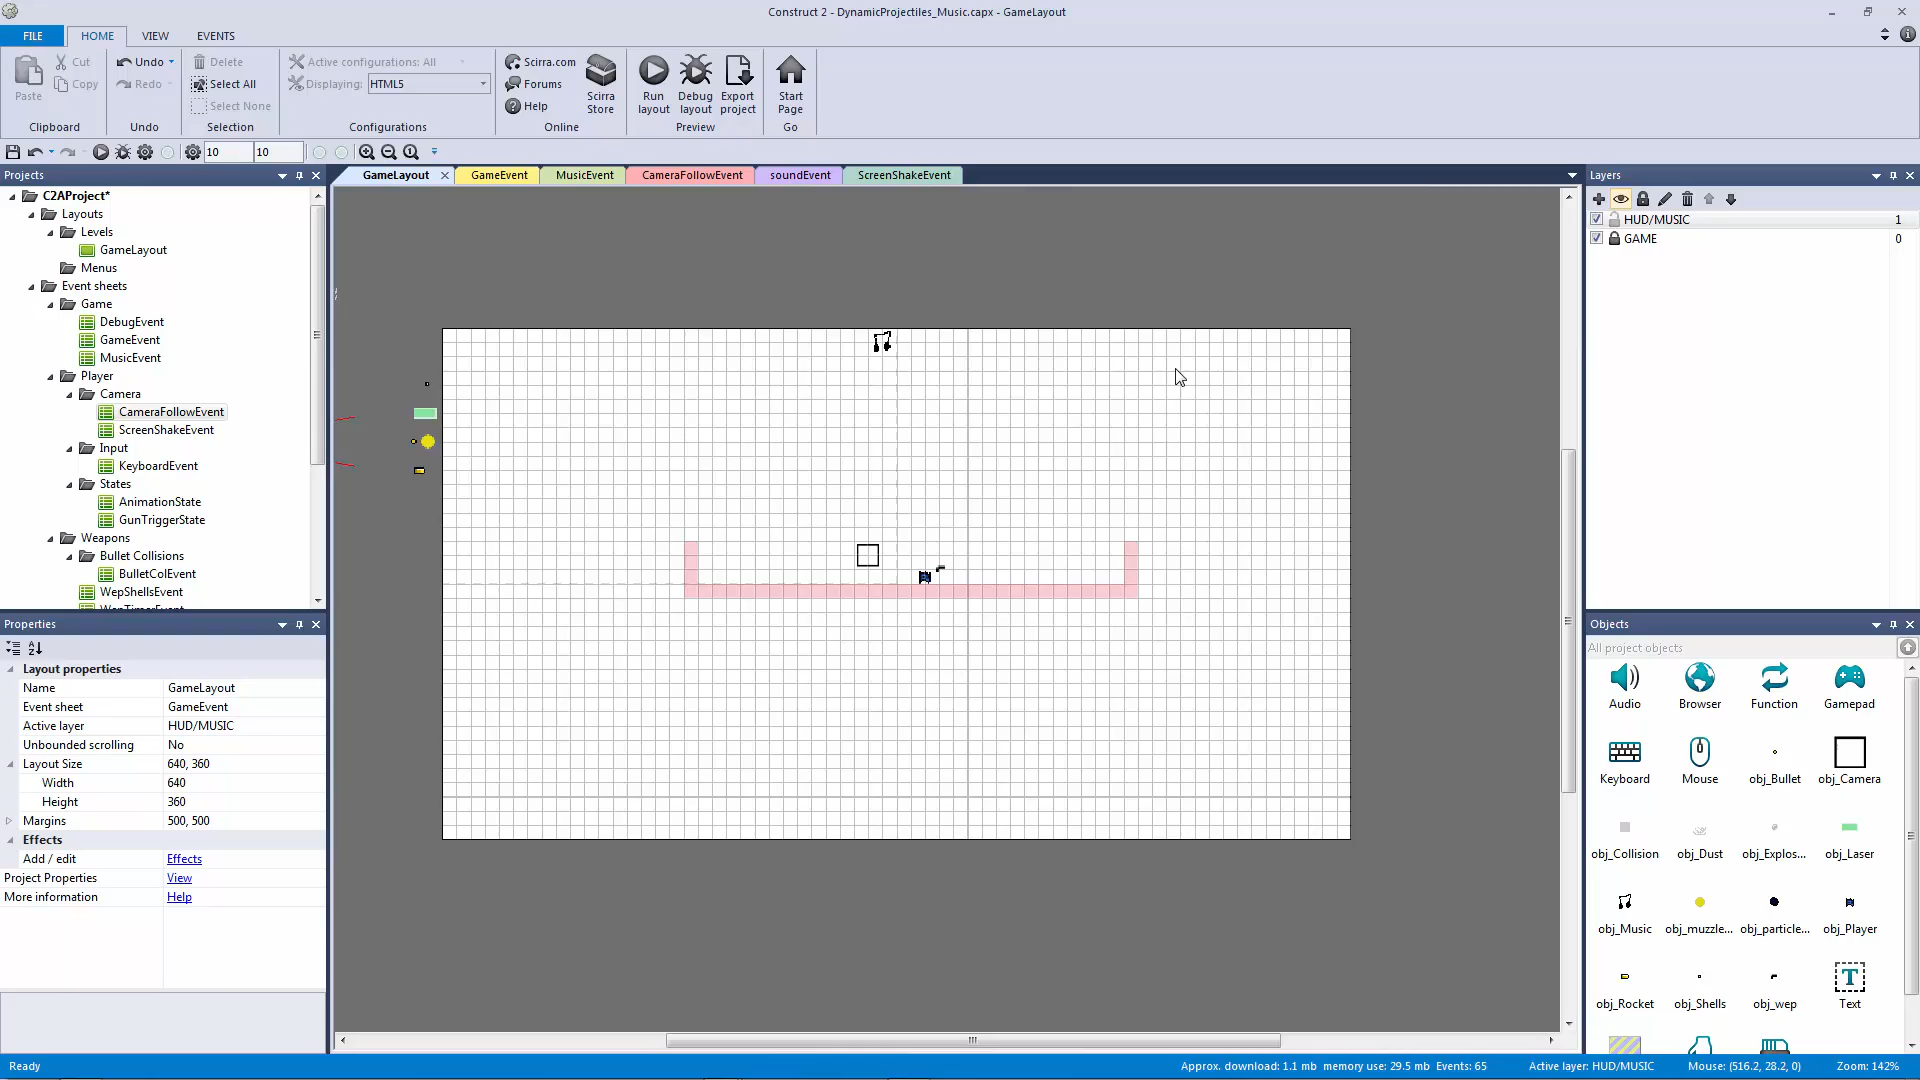 Construct 2 - DynamicProjectiles_Music.capx - GameLayout
FILE HOME VIEW EVENTS
Paste Cut Copy Clipboard
Undo Redo Undo
Delete Select All Select None Selection
Active configurations: All
Displaying: HTML5
Configurations
Scirra.com Forums Help Scirra Store Online
Run layout Debug layout Export project Preview
Start Page Go
10 10
Projects
C2AProject*
Layouts
Levels
GameLayout
Menus
Event sheets
Game
DebugEvent
GameEvent
MusicEvent
Player
Camera
CameraFollowEvent
ScreenShakeEvent
Input
KeyboardEvent
States
AnimationState
GunTriggerState
Weapons
Bullet Collisions
BulletColEvent
WepShellsEvent
WepTimerEvent
GameLayout GameEvent MusicEvent CameraFollowEvent soundEvent ScreenShakeEvent
Layers
HUD/MUSIC 1
GAME 0
Properties
Layout properties
Name GameLayout
Event sheet GameEvent
Active layer HUD/MUSIC
Unbounded scrolling No
Layout Size 640, 360
Width 640
Height 360
Margins 500, 500
Effects
Add / edit Effects
Project Properties View
More information Help
Objects
All project objects
Audio Browser Function Gamepad
Keyboard Mouse obj_Bullet obj_Camera
obj_Collision obj_Dust obj_Explos... obj_Laser
obj_Music obj_muzzle... obj_particle... obj_Player
obj_Rocket obj_Shells obj_wep Text
Ready Approx. download: 1.1 mb memory use: 29.5 mb Events: 65 Active layer: HUD/MUSIC Mouse: (516.2, 28.2, 0) Zoom: 142%